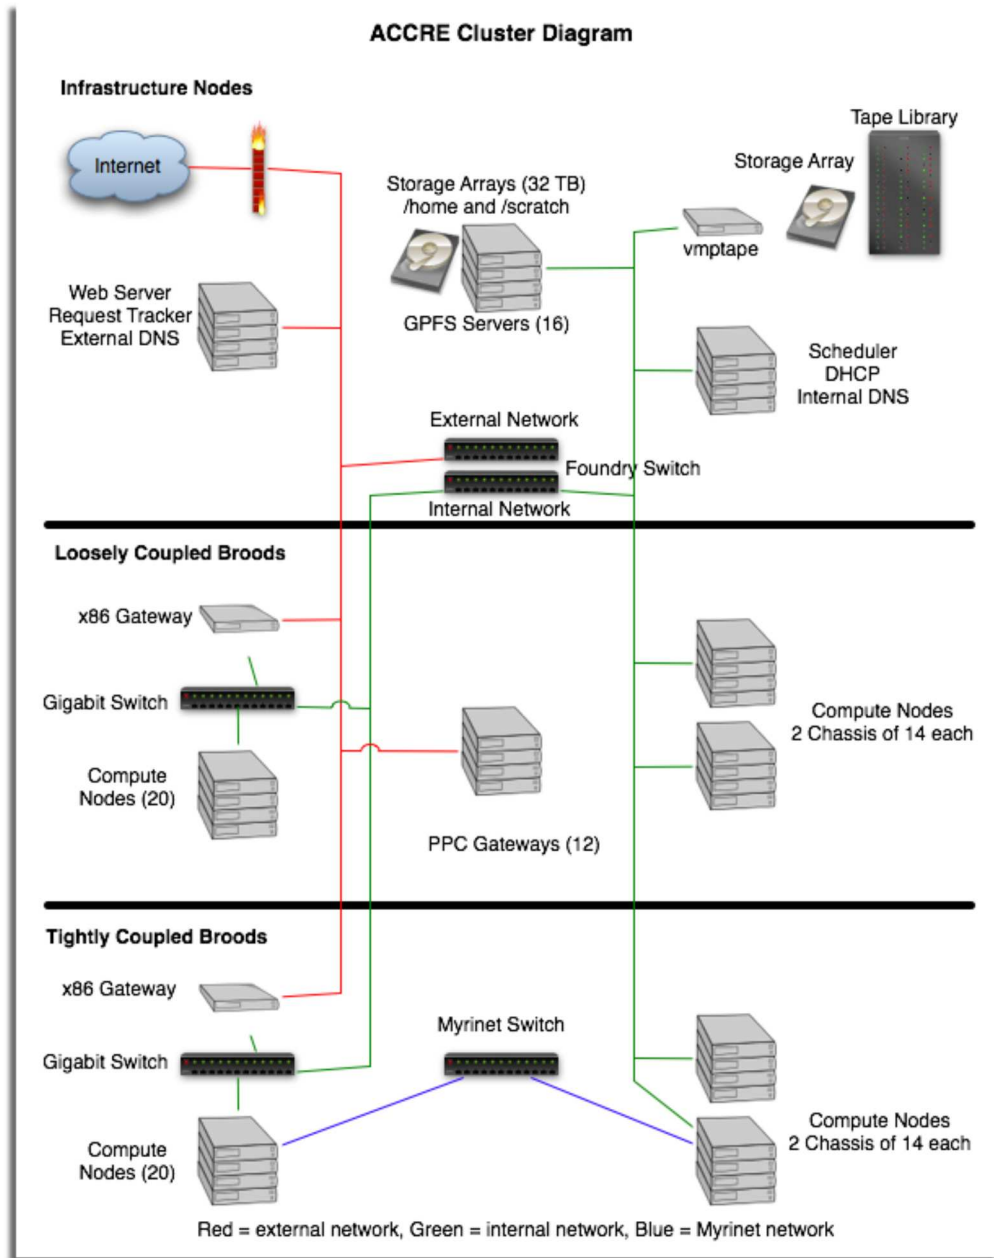 ACCRE Cluster Diagram
Infrastructure Nodes
Internet
Storage Arrays (32 TB)
/home and /scratch
GPFS Servers (16)
Tape Library
Storage Array
vmptape
Web Server
Request Tracker
External DNS
Scheduler
DHCP
Internal DNS
External Network
Foundry Switch
Internal Network
Loosely Coupled Broods
x86 Gateway
Gigabit Switch
Compute
Nodes (20)
PPC Gateways (12)
Compute Nodes
2 Chassis of 14 each
Tightly Coupled Broods
x86 Gateway
Gigabit Switch
Myrinet Switch
Compute
Nodes (20)
Compute Nodes
2 Chassis of 14 each
Red = external network, Green = internal network, Blue = Myrinet network